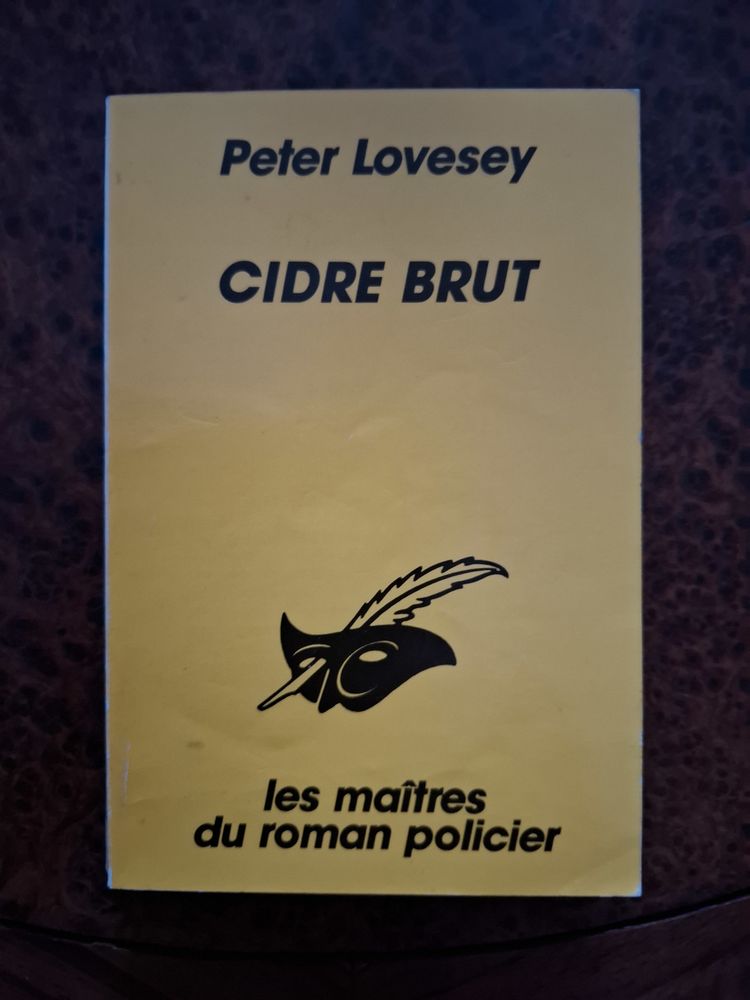 Peter Lovesey
CIDRE BRUT
les maîtres
du roman policier